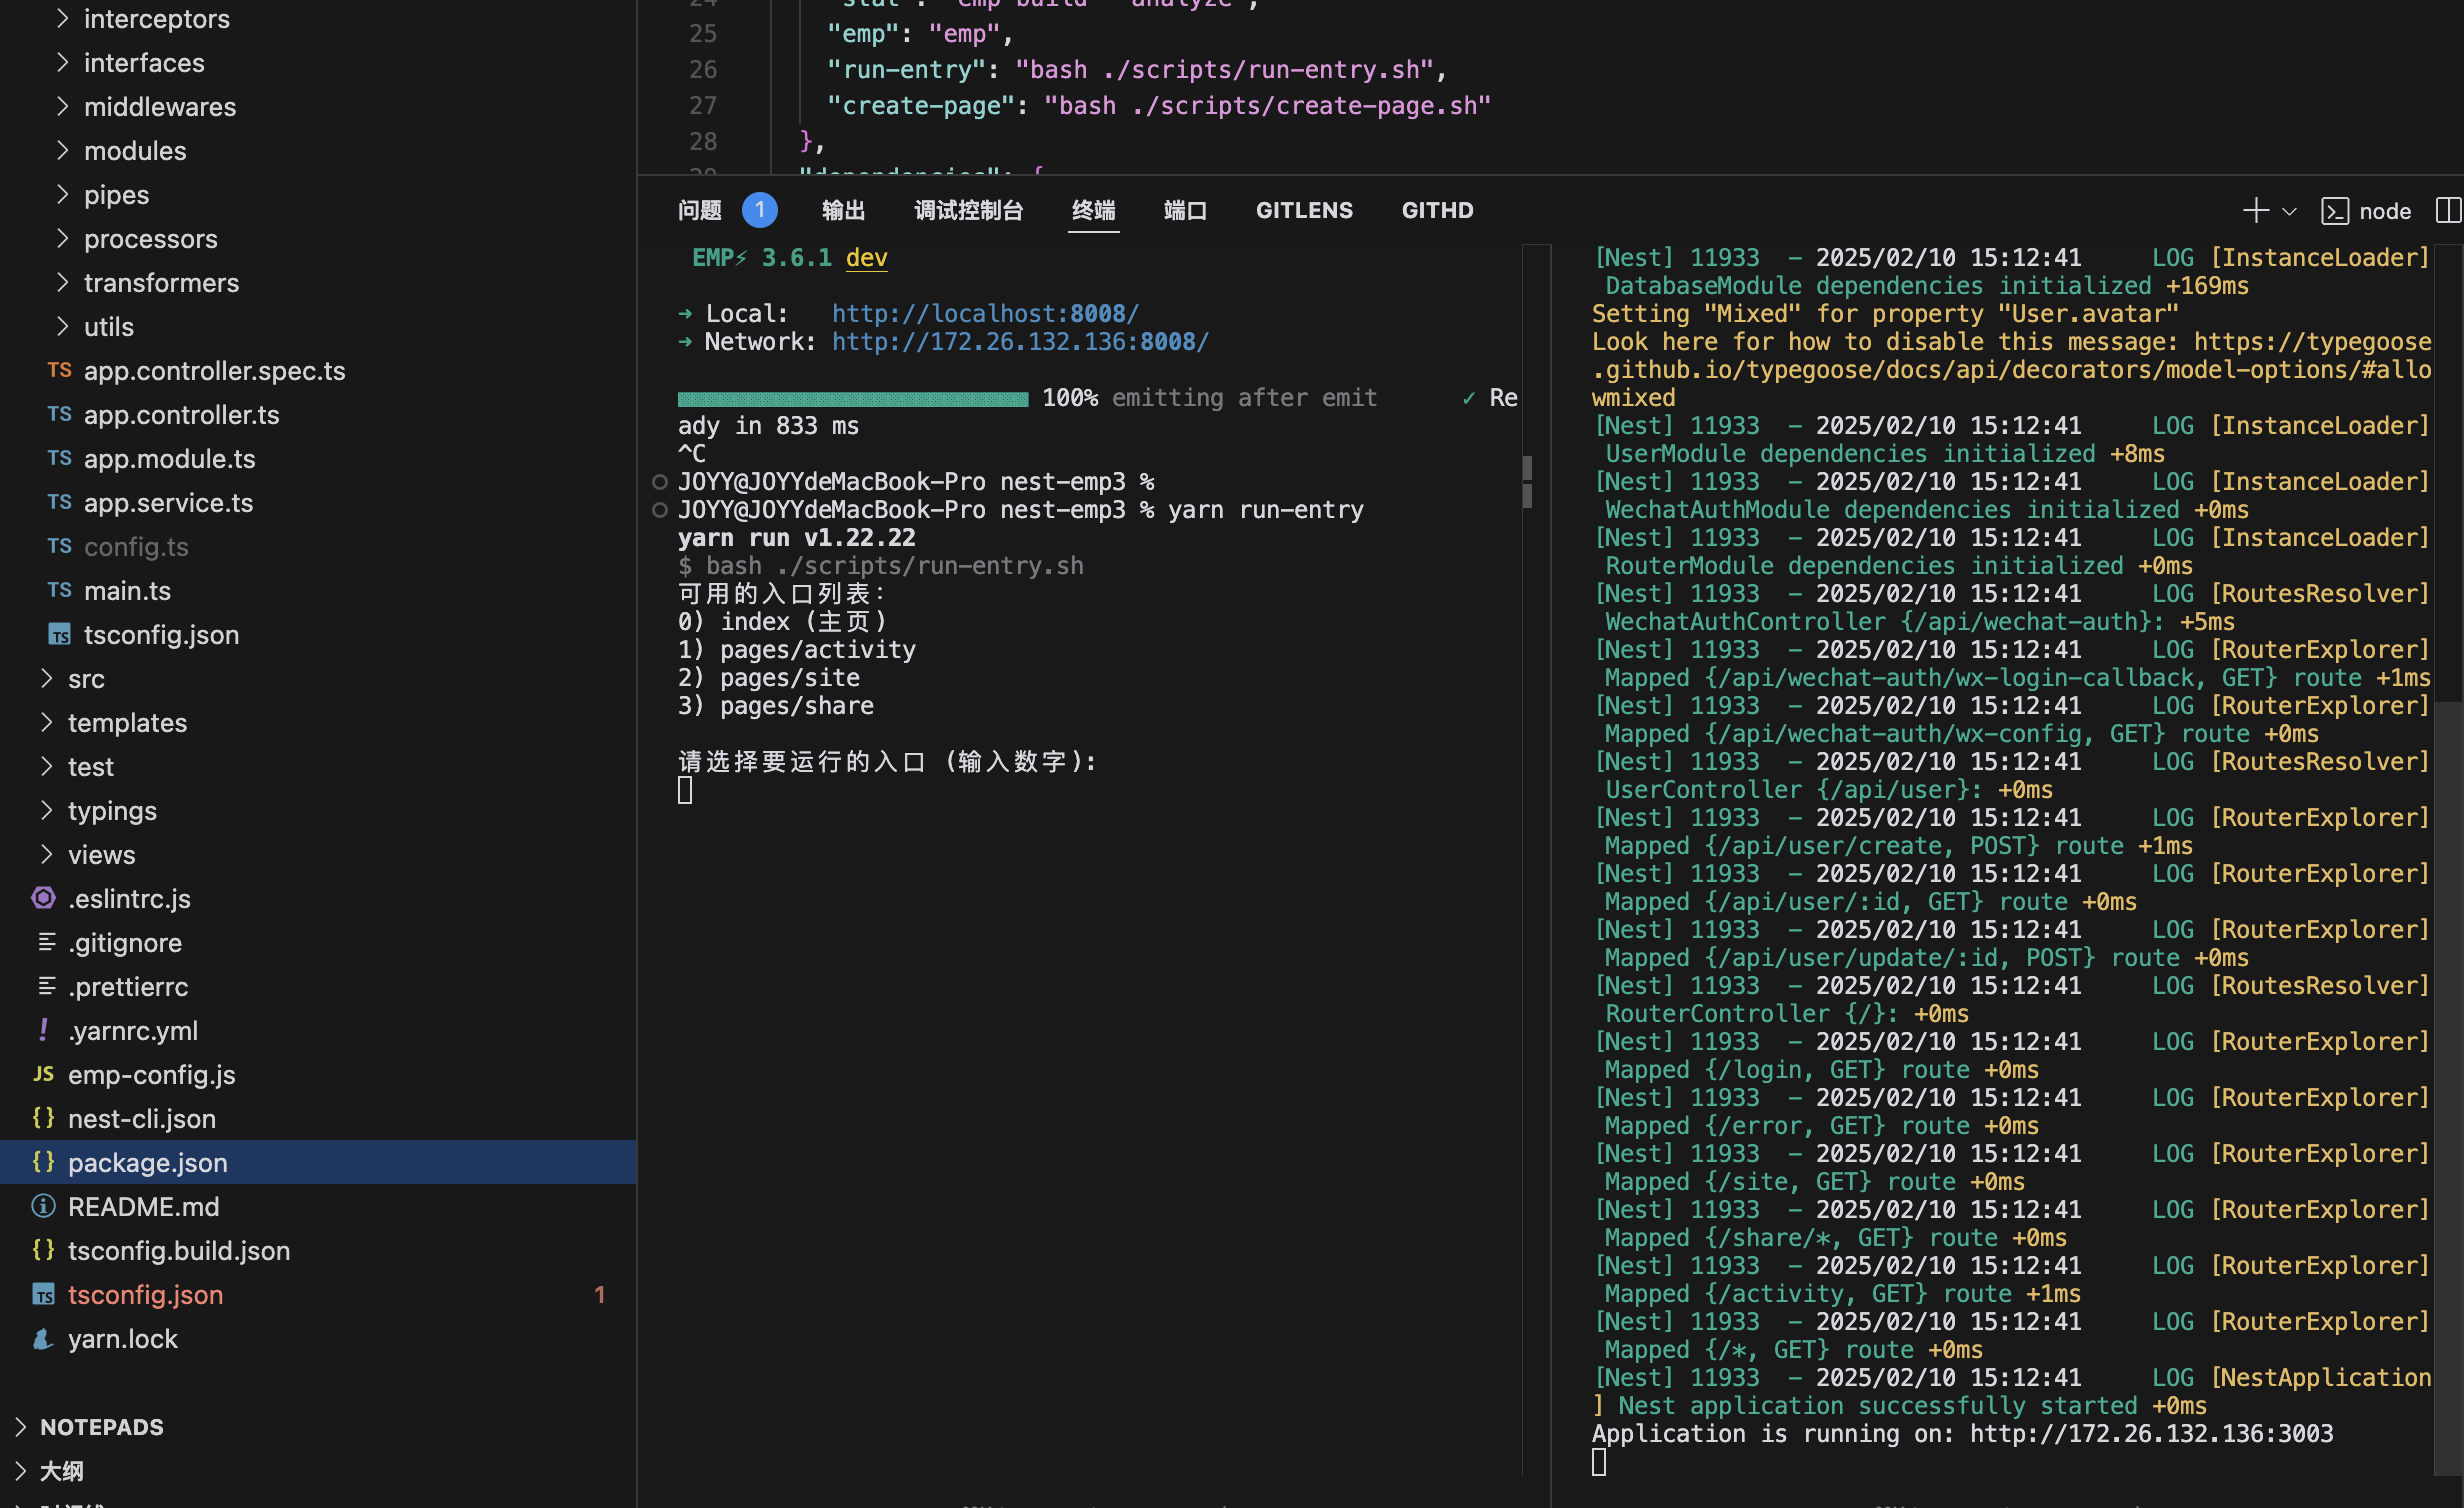 interceptors
interfaces
middlewares
modules
pipes
processors
transformers
utils
TS app.controller.spec.ts
TS app.controller.ts
TS app.module.ts
TS app.service.ts
TS config.ts
TS main.ts
TS tsconfig.json
src
templates
test
typings
views
.eslintrc.js
.gitignore
.prettierrc
! .yarnrc.yml
JS emp-config.js
{} nest-cli.json
{} package.json
README.md
{} tsconfig.build.json
TS tsconfig.json 1
yarn.lock
NOTEPADS
大纲
25 "emp": "emp",
26 "run-entry": "bash ./scripts/run-entry.sh",
27 "create-page": "bash ./scripts/create-page.sh"
28 },
问题 1 输出 调试控制台 终端 端口 GITLENS GITHD
node
EMP⚡ 3.6.1 dev
➜ Local: http://localhost:8008/
➜ Network: http://172.26.132.136:8008/
100% emitting after emit ✓ Re
ady in 833 ms
^C
JOYY@JOYYdeMacBook-Pro nest-emp3 %
JOYY@JOYYdeMacBook-Pro nest-emp3 % yarn run-entry
yarn run v1.22.22
$ bash ./scripts/run-entry.sh
可用的入口列表:
0) index (主页)
1) pages/activity
2) pages/site
3) pages/share
请选择要运行的入口 (输入数字):
[Nest] 11933 - 2025/02/10 15:12:41 LOG [InstanceLoader]
DatabaseModule dependencies initialized +169ms
Setting "Mixed" for property "User.avatar"
Look here for how to disable this message: https://typegoose
.github.io/typegoose/docs/api/decorators/model-options/#allo
wmixed
[Nest] 11933 - 2025/02/10 15:12:41 LOG [InstanceLoader]
UserModule dependencies initialized +8ms
[Nest] 11933 - 2025/02/10 15:12:41 LOG [InstanceLoader]
WechatAuthModule dependencies initialized +0ms
[Nest] 11933 - 2025/02/10 15:12:41 LOG [InstanceLoader]
RouterModule dependencies initialized +0ms
[Nest] 11933 - 2025/02/10 15:12:41 LOG [RoutesResolver]
WechatAuthController {/api/wechat-auth}: +5ms
[Nest] 11933 - 2025/02/10 15:12:41 LOG [RouterExplorer]
Mapped {/api/wechat-auth/wx-login-callback, GET} route +1ms
[Nest] 11933 - 2025/02/10 15:12:41 LOG [RouterExplorer]
Mapped {/api/wechat-auth/wx-config, GET} route +0ms
[Nest] 11933 - 2025/02/10 15:12:41 LOG [RoutesResolver]
UserController {/api/user}: +0ms
[Nest] 11933 - 2025/02/10 15:12:41 LOG [RouterExplorer]
Mapped {/api/user/create, POST} route +1ms
[Nest] 11933 - 2025/02/10 15:12:41 LOG [RouterExplorer]
Mapped {/api/user/:id, GET} route +0ms
[Nest] 11933 - 2025/02/10 15:12:41 LOG [RouterExplorer]
Mapped {/api/user/update/:id, POST} route +0ms
[Nest] 11933 - 2025/02/10 15:12:41 LOG [RoutesResolver]
RouterController {/}: +0ms
[Nest] 11933 - 2025/02/10 15:12:41 LOG [RouterExplorer]
Mapped {/login, GET} route +0ms
[Nest] 11933 - 2025/02/10 15:12:41 LOG [RouterExplorer]
Mapped {/error, GET} route +0ms
[Nest] 11933 - 2025/02/10 15:12:41 LOG [RouterExplorer]
Mapped {/site, GET} route +0ms
[Nest] 11933 - 2025/02/10 15:12:41 LOG [RouterExplorer]
Mapped {/share/*, GET} route +0ms
[Nest] 11933 - 2025/02/10 15:12:41 LOG [RouterExplorer]
Mapped {/activity, GET} route +1ms
[Nest] 11933 - 2025/02/10 15:12:41 LOG [RouterExplorer]
Mapped {/*, GET} route +0ms
[Nest] 11933 - 2025/02/10 15:12:41 LOG [NestApplication
] Nest application successfully started +0ms
Application is running on: http://172.26.132.136:3003